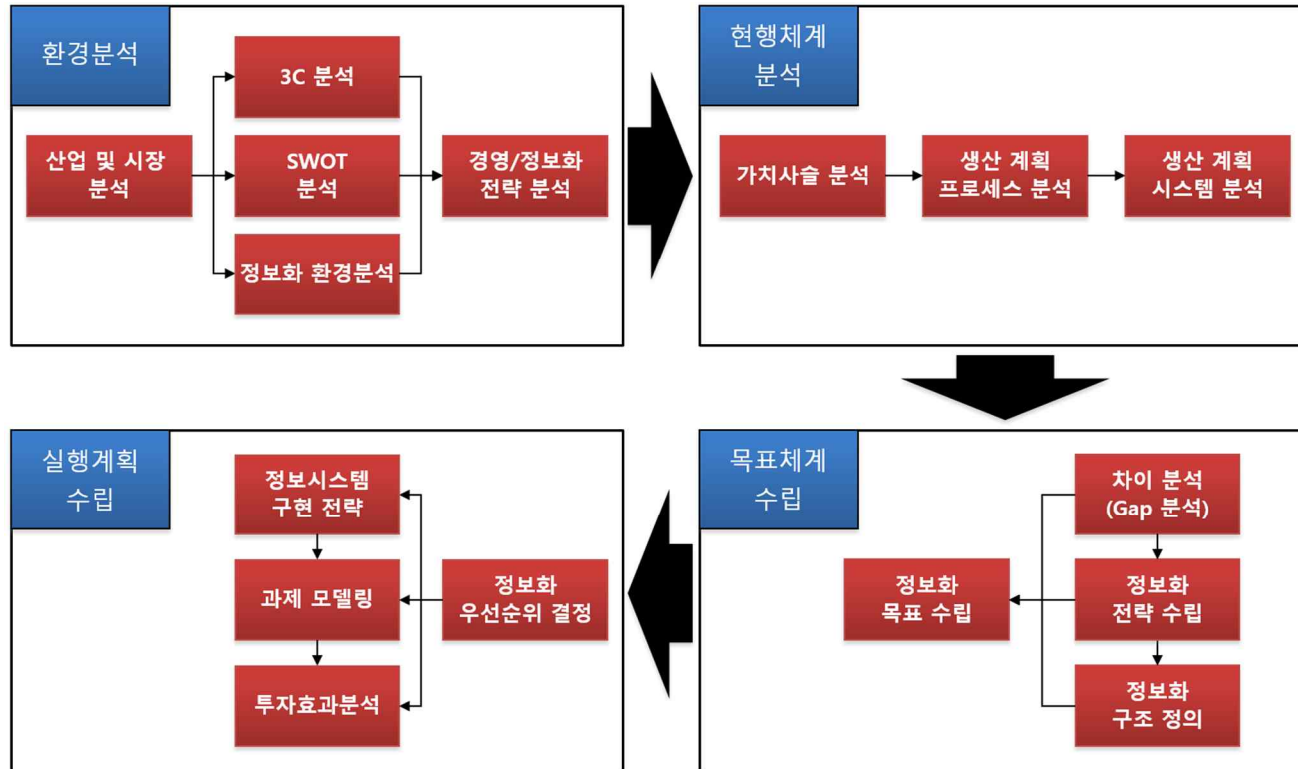 환경분석
3C 분석
산업 및 시장
분석
SWOT
분석
경영/정보화
전략 분석
정보화 환경분석
현행체계
분석
가치사슬 분석
생산 계획
프로세스 분석
생산 계획
시스템 분석
목표체계
수립
차이 분석
(Gap 분석)
정보화
목표 수립
정보화
전략 수립
정보화
구조 정의
실행계획
수립
정보시스템
구현 전략
과제 모델링
정보화
우선순위 결정
투자효과분석